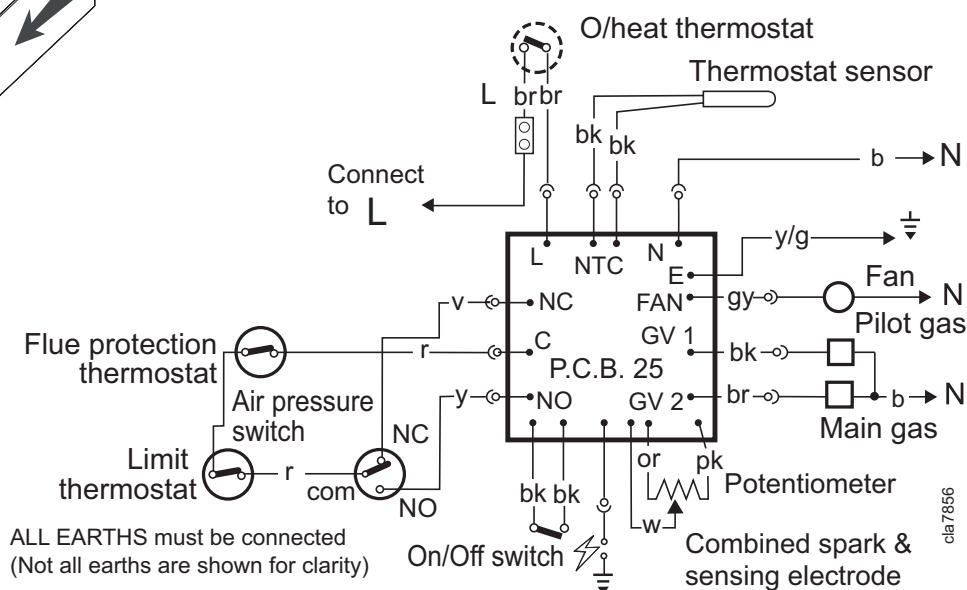 O/heat thermostat
Thermostat sensor
L br br
bk bk
b N
Connect
to L
L NTC N
y/g
E
Fan
v NC FAN gy N
Pilot gas
Flue protection
thermostat
r C GV 1 bk
P.C.B. 25
Air pressure
switch
y NO GV 2 br b N
Main gas
NC
Limit
thermostat
r com
NO
or pk
bk bk
Potentiometer
w
ALL EARTHS must be connected
(Not all earths are shown for clarity)
On/Off switch
Combined spark &
sensing electrode
cla7856